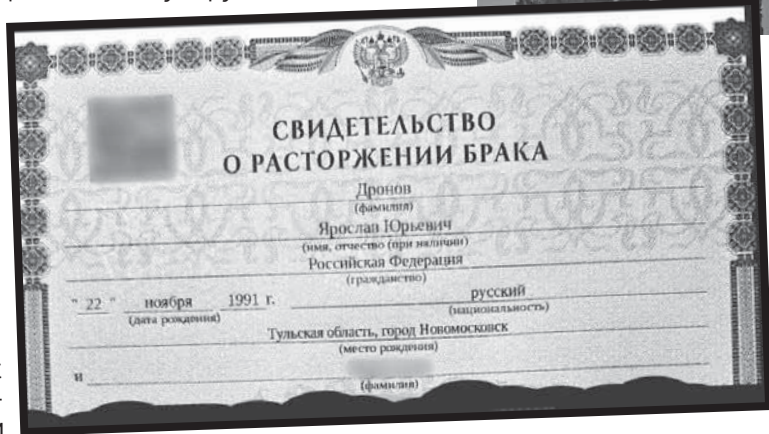 СВИДЕТЕЛЬСТВО
О РАСТОРЖЕНИИ БРАКА
Дронов
(фамилия)
Ярослав Юрьевич
(имя, отчество (при наличии)
Российская Федерация
(гражданство)
" 22 " ноября 1991 г. русский
(дата рождения) (национальность)
Тульская область, город Новомосковск
(место рождения)
и
(фамилия)